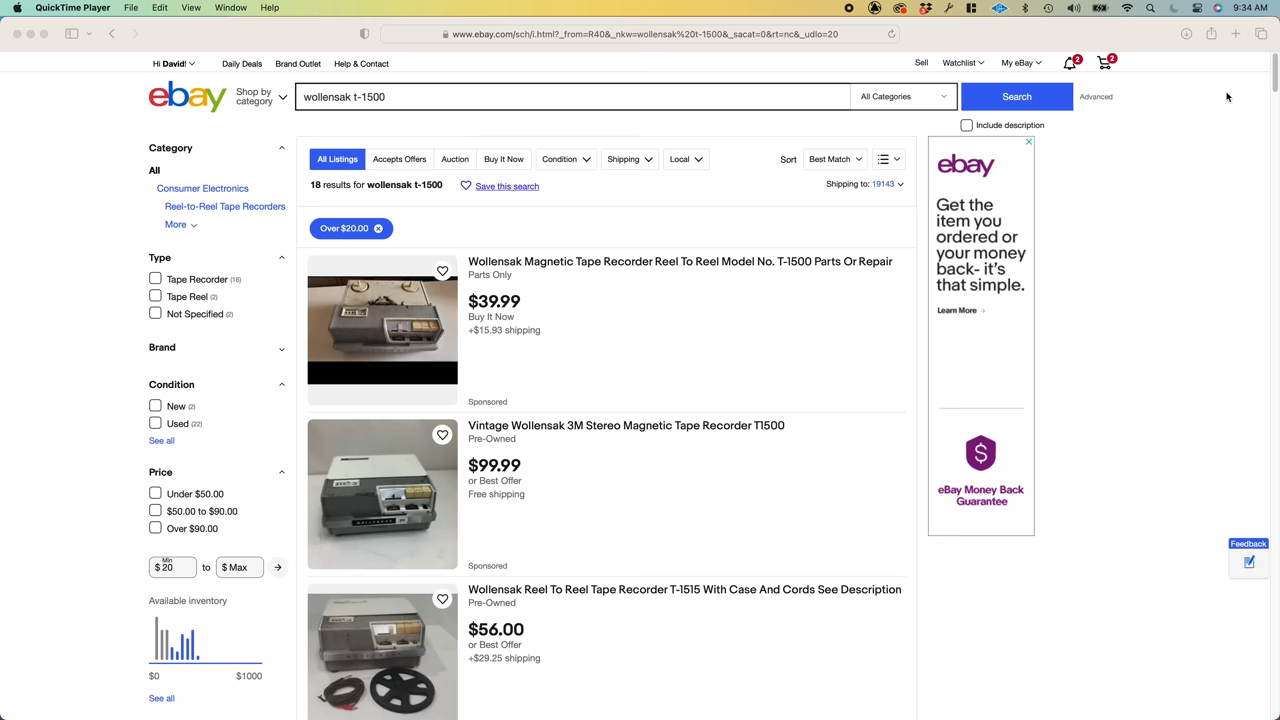 QuickTime Player File Edit View Window Help 9:34 AM
www.ebay.com/sch/i.html?_from=R40&_nkw=wollensak%20t-1500&_sacat=0&rt=nc&_udlo=20
Hi David! Daily Deals Brand Outlet Help & Contact Sell Watchlist My eBay 2 2
ebay Shop by category wollensak t-1500 All Categories Search Advanced
Include description
Category
All
Consumer Electronics
Reel-to-Reel Tape Recorders
More
Type
Tape Recorder (16)
Tape Reel (2)
Not Specified (2)
Brand
Condition
New (2)
Used (22)
See all
Price
Under $50.00
$50.00 to $90.00
Over $90.00
Min
$ 20 to $ Max
Available inventory
$0 $1000
See all
All Listings Accepts Offers Auction Buy It Now Condition Shipping Local Sort Best Match
18 results for wollensak t-1500 Save this search Shipping to: 19143
Over $20.00
Wollensak Magnetic Tape Recorder Reel To Reel Model No. T-1500 Parts Or Repair
Parts Only
$39.99
Buy It Now
+$15.93 shipping
Sponsored
Vintage Wollensak 3M Stereo Magnetic Tape Recorder T1500
Pre-Owned
$99.99
or Best Offer
Free shipping
Sponsored
WOLLENSAK
Wollensak Reel To Reel Tape Recorder T-1515 With Case And Cords See Description
Pre-Owned
$56.00
or Best Offer
+$29.25 shipping
ebay
Get the
item you
ordered or
your money
back- it's
that simple.
Learn More
$
eBay Money Back
Guarantee
Feedback